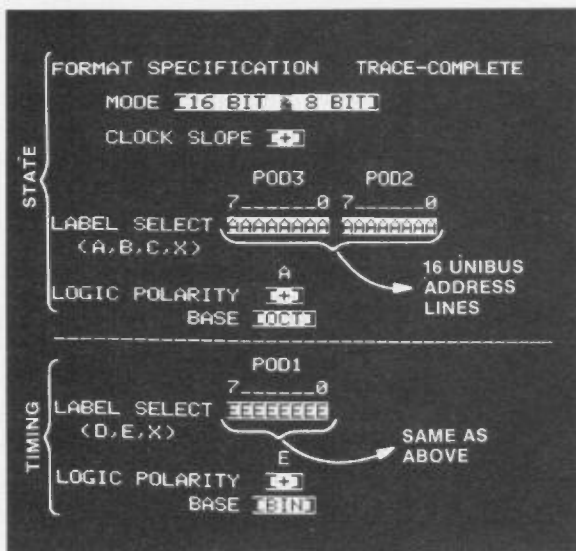 FORMAT SPECIFICATION TRACE-COMPLETE
MODE [16 BIT & 8 BIT]
CLOCK SLOPE [+]
STATE
POD3 POD2
7______0 7______0
LABEL SELECT AAAAAAAA AAAAAAAA
(A,B,C,X)
16 UNIBUS
ADDRESS
LINES
A
LOGIC POLARITY [+]
BASE [OCT]
TIMING
POD1
7______0
LABEL SELECT EEEEEEEE
(D,E,X)
SAME AS
ABOVE
E
LOGIC POLARITY [+]
BASE [BIN]